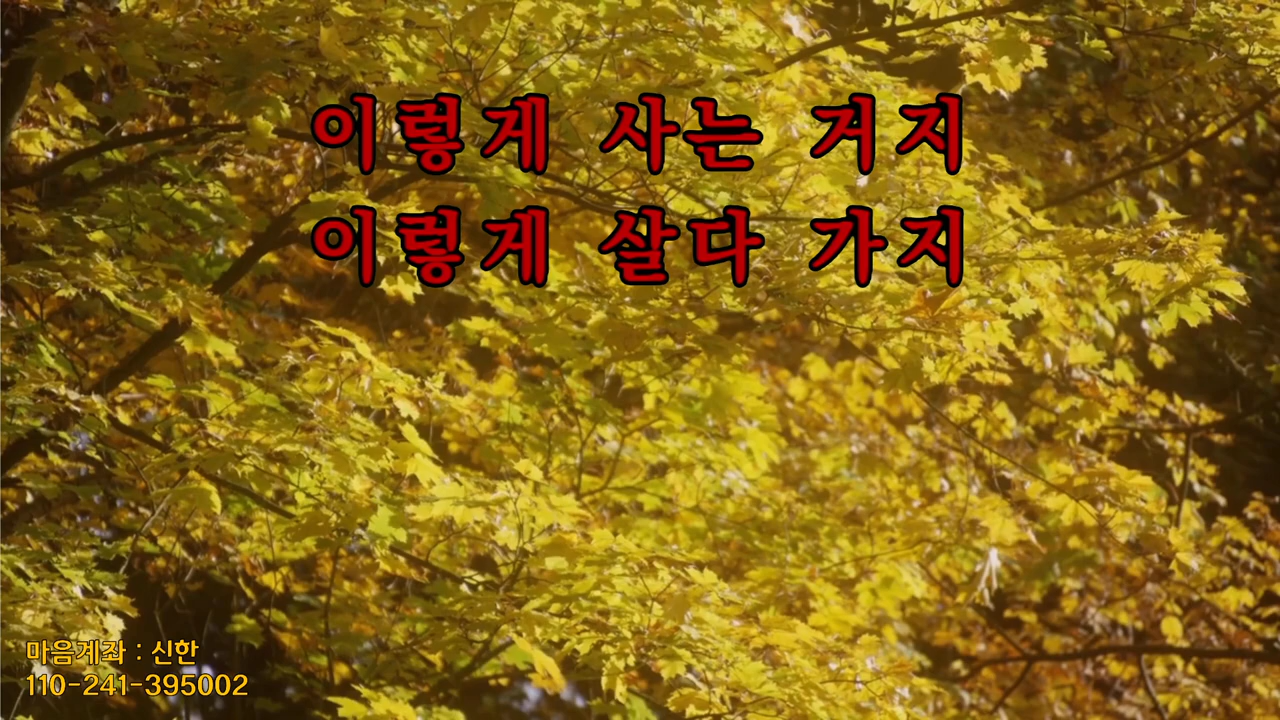 이렇게 사는 거지
이렇게 살다 가지
마음계좌 : 신한
110-241-395002